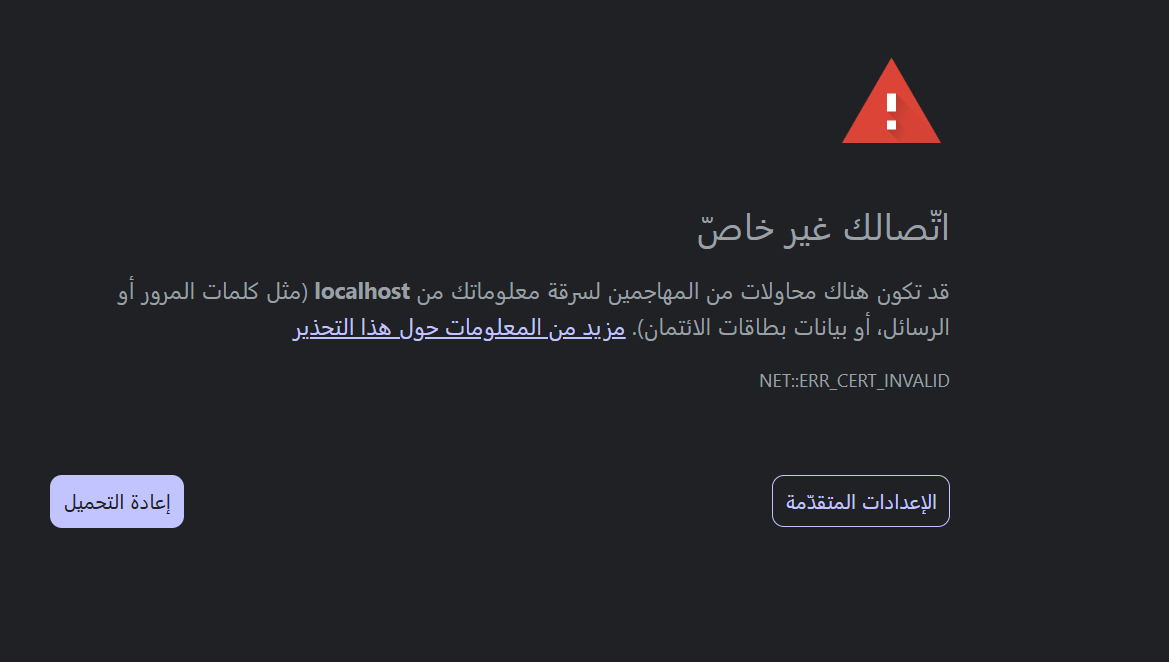 اتّصالك غير خاصّ
قد تكون هناك محاولات من المهاجمين لسرقة معلوماتك من localhost (مثل كلمات المرور أو
الرسائل، أو بيانات بطاقات الائتمان). مزيد من المعلومات حول هذا التحذير
NET::ERR_CERT_INVALID
الإعدادات المتقدّمة
إعادة التحميل